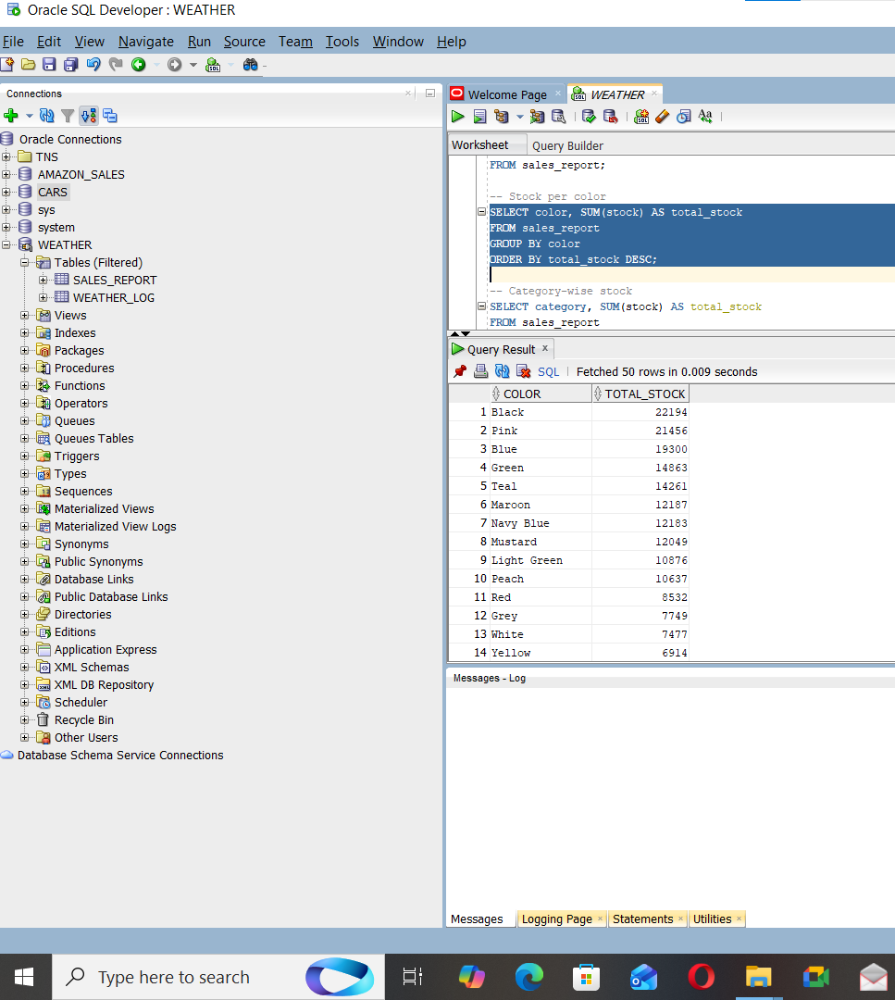 Oracle SQL Developer : WEATHER
File Edit View Navigate Run Source Team Tools Window Help
Connections
Oracle Connections
TNS
AMAZON_SALES
CARS
sys
system
WEATHER
Tables (Filtered)
SALES_REPORT
WEATHER_LOG
Views
Indexes
Packages
Procedures
Functions
Operators
Queues
Queues Tables
Triggers
Types
Sequences
Materialized Views
Materialized View Logs
Synonyms
Public Synonyms
Database Links
Public Database Links
Directories
Editions
Application Express
XML Schemas
XML DB Repository
Scheduler
Recycle Bin
Other Users
Database Schema Service Connections
Welcome Page WEATHER
Worksheet Query Builder
FROM sales_report;
-- Stock per color
SELECT color, SUM(stock) AS total_stock
FROM sales_report
GROUP BY color
ORDER BY total_stock DESC;
-- Category-wise stock
SELECT category, SUM(stock) AS total_stock
FROM sales_report
Query Result
SQL Fetched 50 rows in 0.009 seconds
COLOR TOTAL_STOCK
1 Black 22194
2 Pink 21456
3 Blue 19300
4 Green 14863
5 Teal 14261
6 Maroon 12187
7 Navy Blue 12183
8 Mustard 12049
9 Light Green 10876
10 Peach 10637
11 Red 8532
12 Grey 7749
13 White 7477
14 Yellow 6914
Messages - Log
Messages Logging Page Statements Utilities
Type here to search